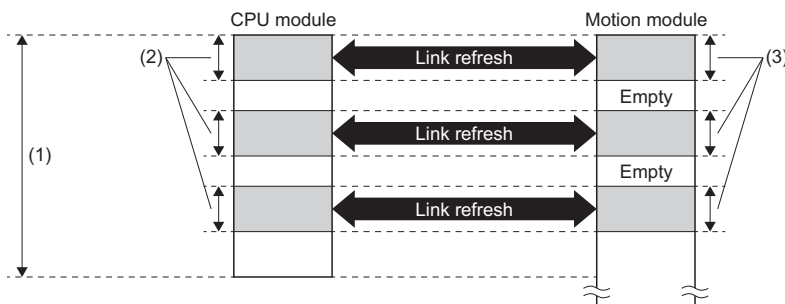 CPU module
Motion module
(2)
Link refresh
(3)
Empty
(1)
Link refresh
Empty
Link refresh